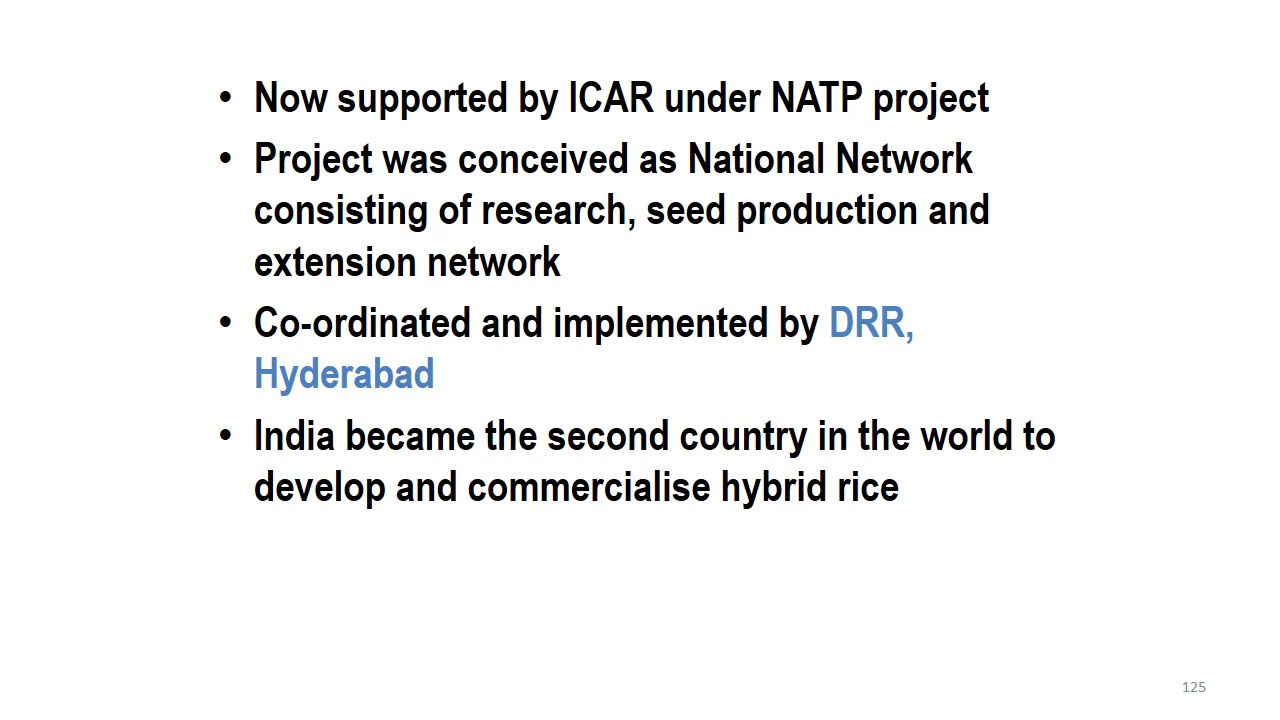 • Now supported by ICAR under NATP project
• Project was conceived as National Network
consisting of research, seed production and
extension network
• Co-ordinated and implemented by DRR,
Hyderabad
• India became the second country in the world to
develop and commercialise hybrid rice
125